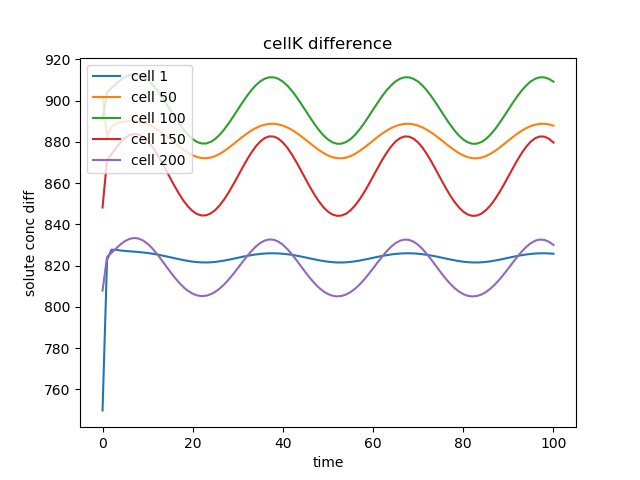 cellK difference
920
900
880
860
840
820
800
780
760
solute conc diff
cell 1
cell 50
cell 100
cell 150
cell 200
0
20
40
60
80
100
time